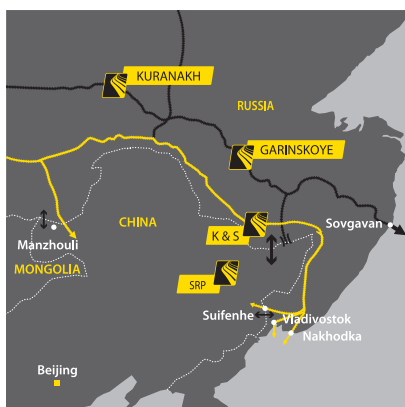 KURANAKH
RUSSIA
GARINSKOYE
CHINA
K & S
Sovgavan
Manzhouli
MONGOLIA
SRP
Suifenhe
Vladivostok
Nakhodka
Beijing